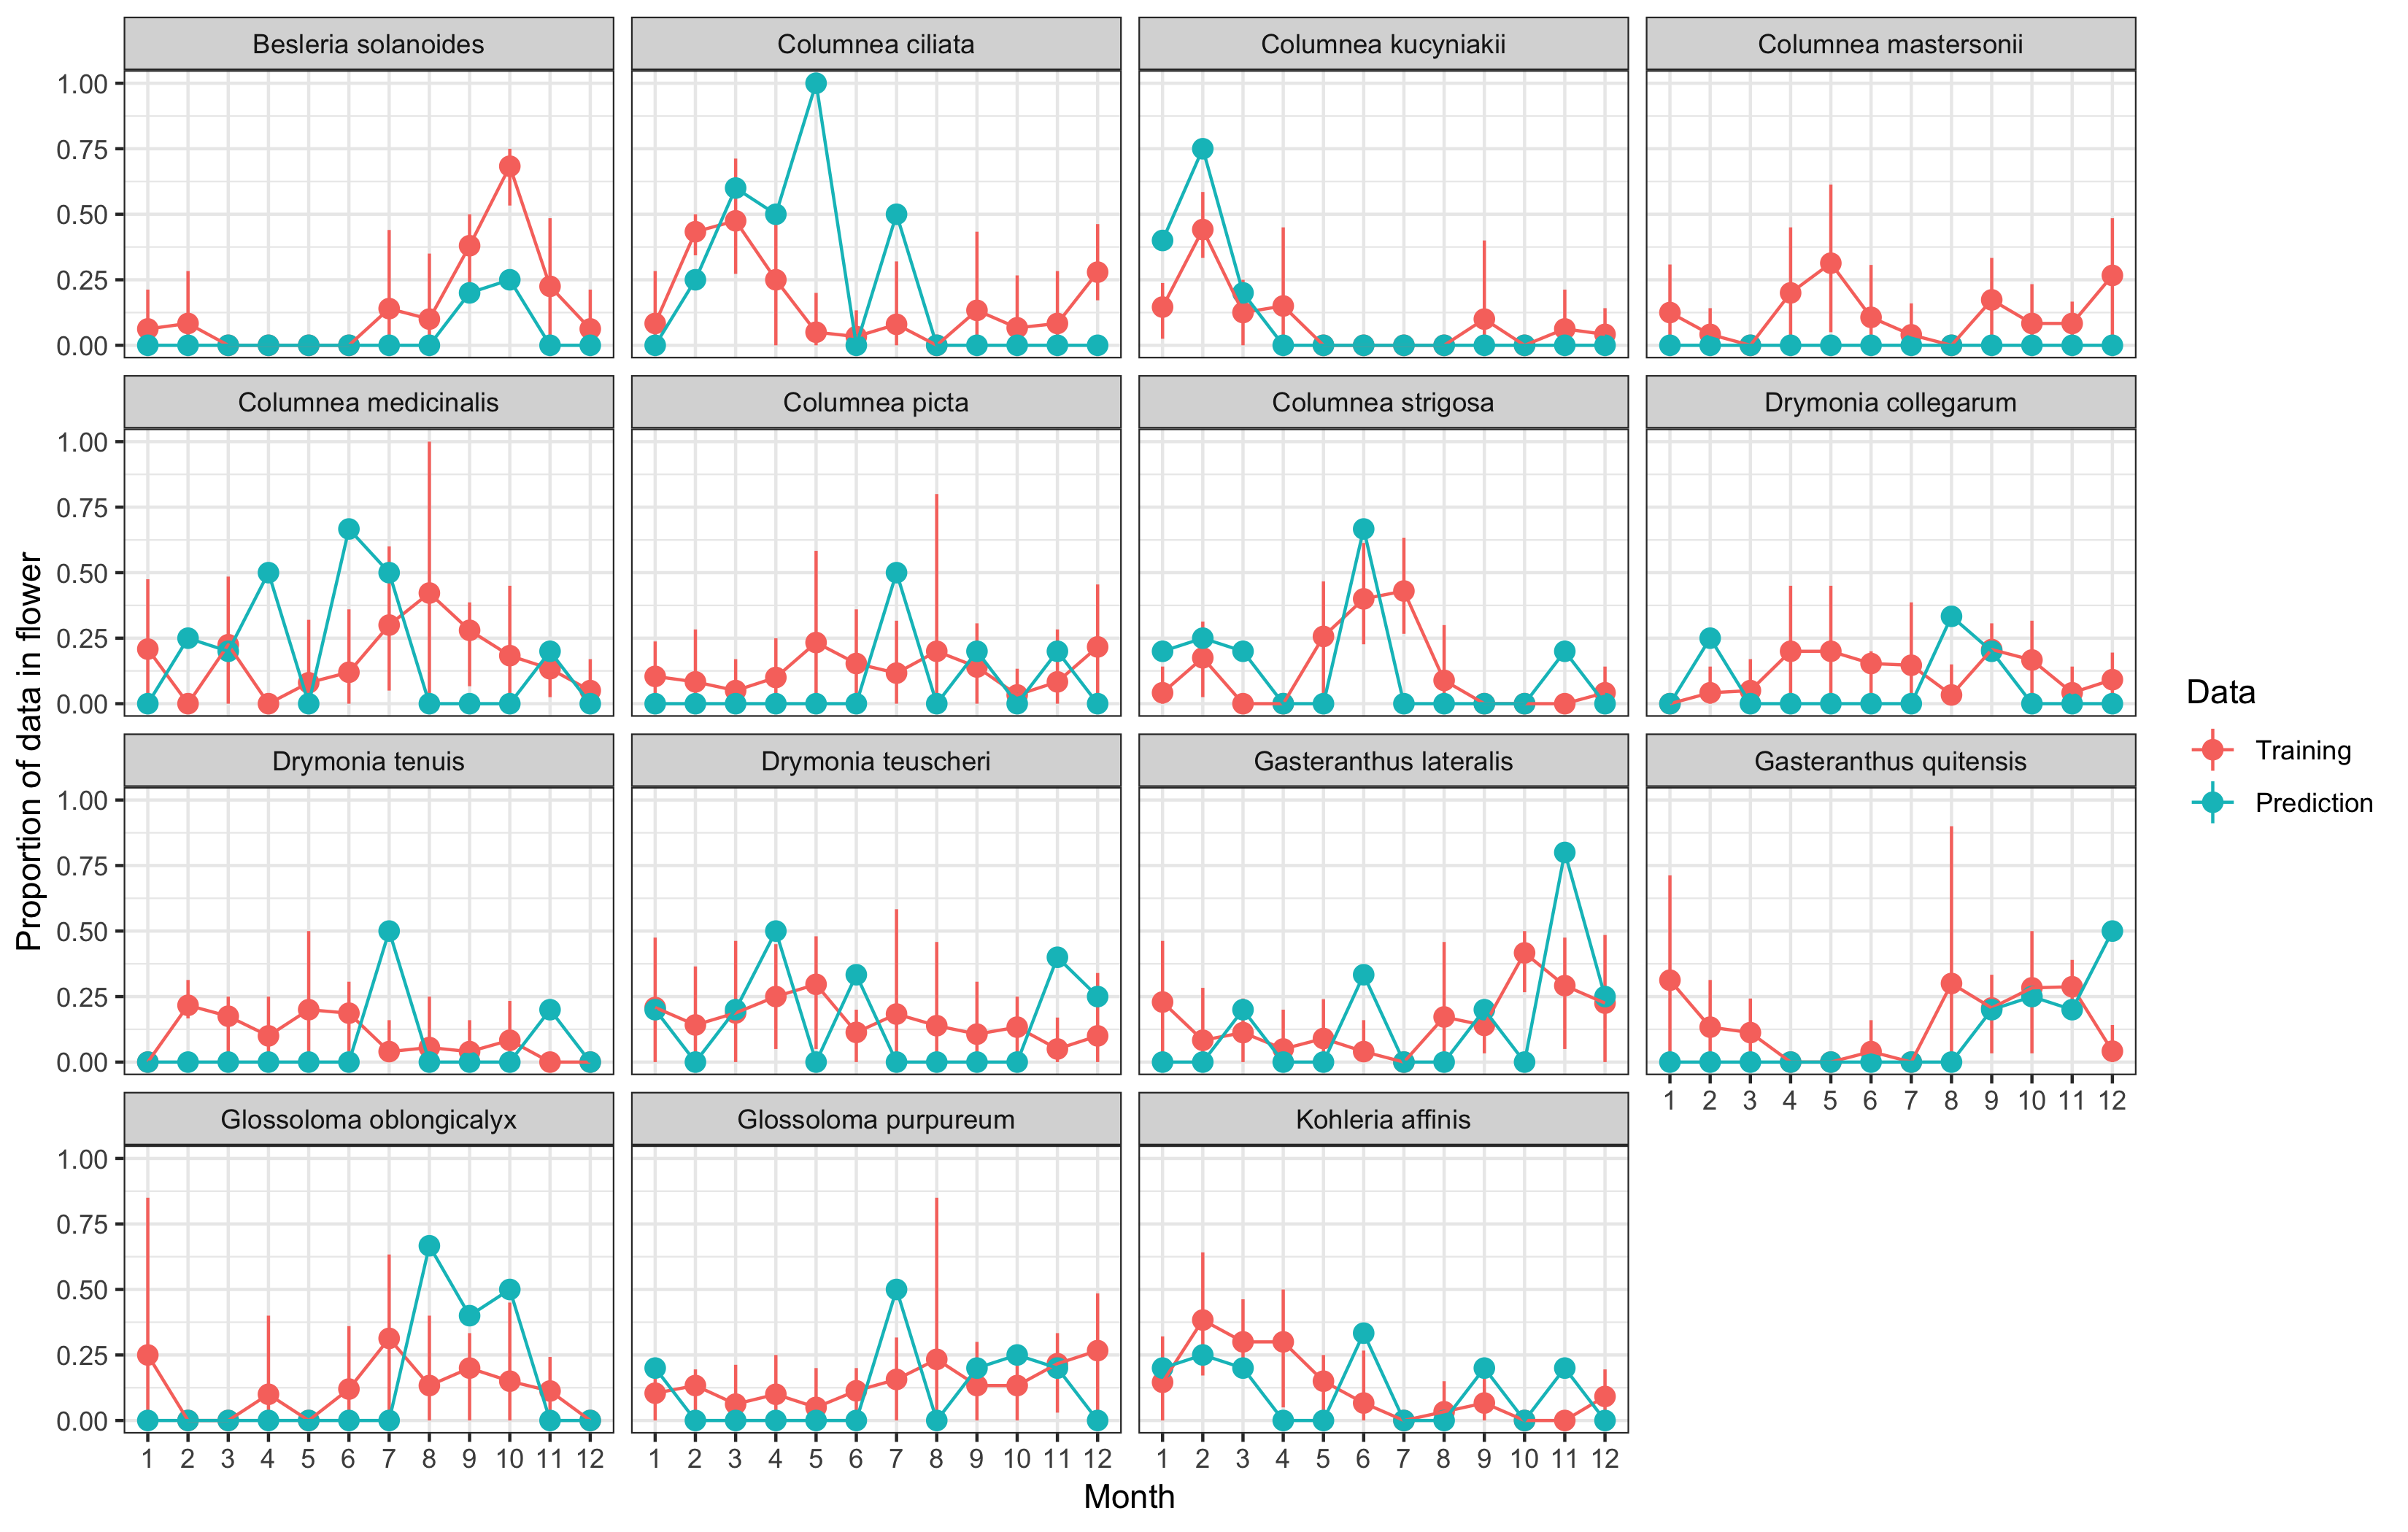 Besleria solanoides
Columnea ciliata
Columnea kucyniakii
Columnea mastersonii
1.00
0.75
0.50
0.25
0.00
Columnea medicinalis
Columnea picta
Columnea strigosa
Drymonia collegarum
1.00
0.75
0.50
0.25
0.00
Drymonia tenuis
Drymonia teuscheri
Gasteranthus lateralis
Gasteranthus quitensis
1.00
0.75
0.50
0.25
0.00
1 2 3 4 5 6 7 8 9 10 11 12
Glossoloma oblongicalyx
Glossoloma purpureum
Kohleria affinis
1.00
0.75
0.50
0.25
0.00
1 2 3 4 5 6 7 8 9 10 11 12
1 2 3 4 5 6 7 8 9 10 11 12
1 2 3 4 5 6 7 8 9 10 11 12
Month
Proportion of data in flower
Data
Training
Prediction